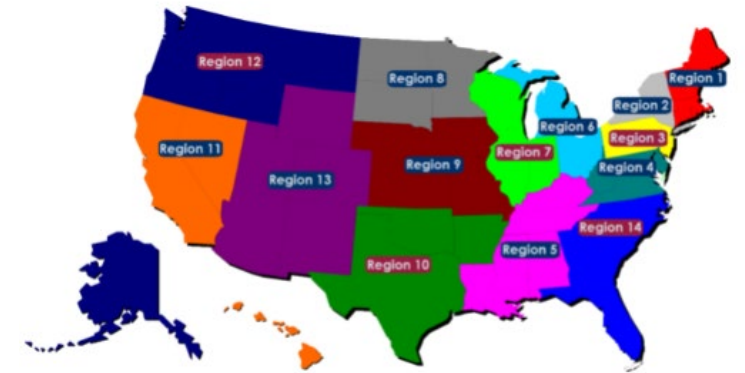 Region 12
Region 8
Region 1
Region 2
Region 6
Region 3
Region 11
Region 7
Region 9
Region 4
Region 13
Region 14
Region 5
Region 10